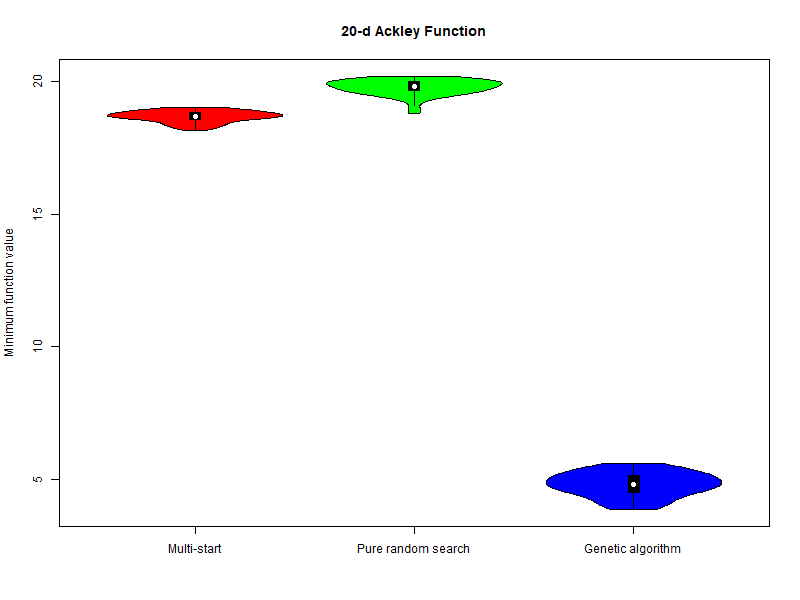 20-d Ackley Function
Minimum function value
20
15
10
5
Multi-start
Pure random search
Genetic algorithm